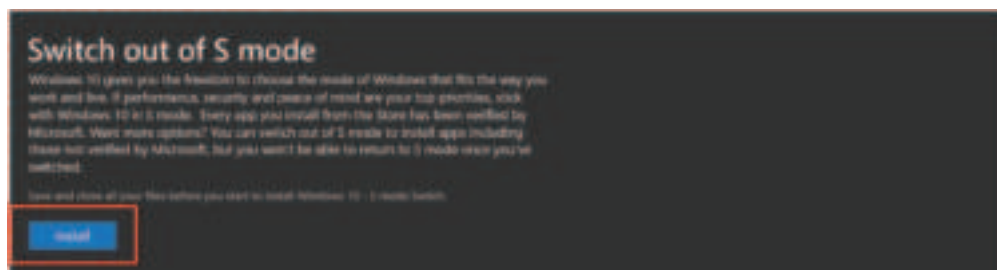 Switch out of S mode
Windows 10 gives you the freedom to choose the mode of Windows that fits the way you
work and live. If performance, security and peace of mind are your top priorities, stick
with Windows 10 in S mode. Every app you install from the Store has been verified by
Microsoft. Want more options? You can switch out of S mode to install apps including
those not verified by Microsoft, but you won't be able to return to S mode once you've
switched.
Save and close all your files before you start to install Windows 10 - S mode Switch.
Install